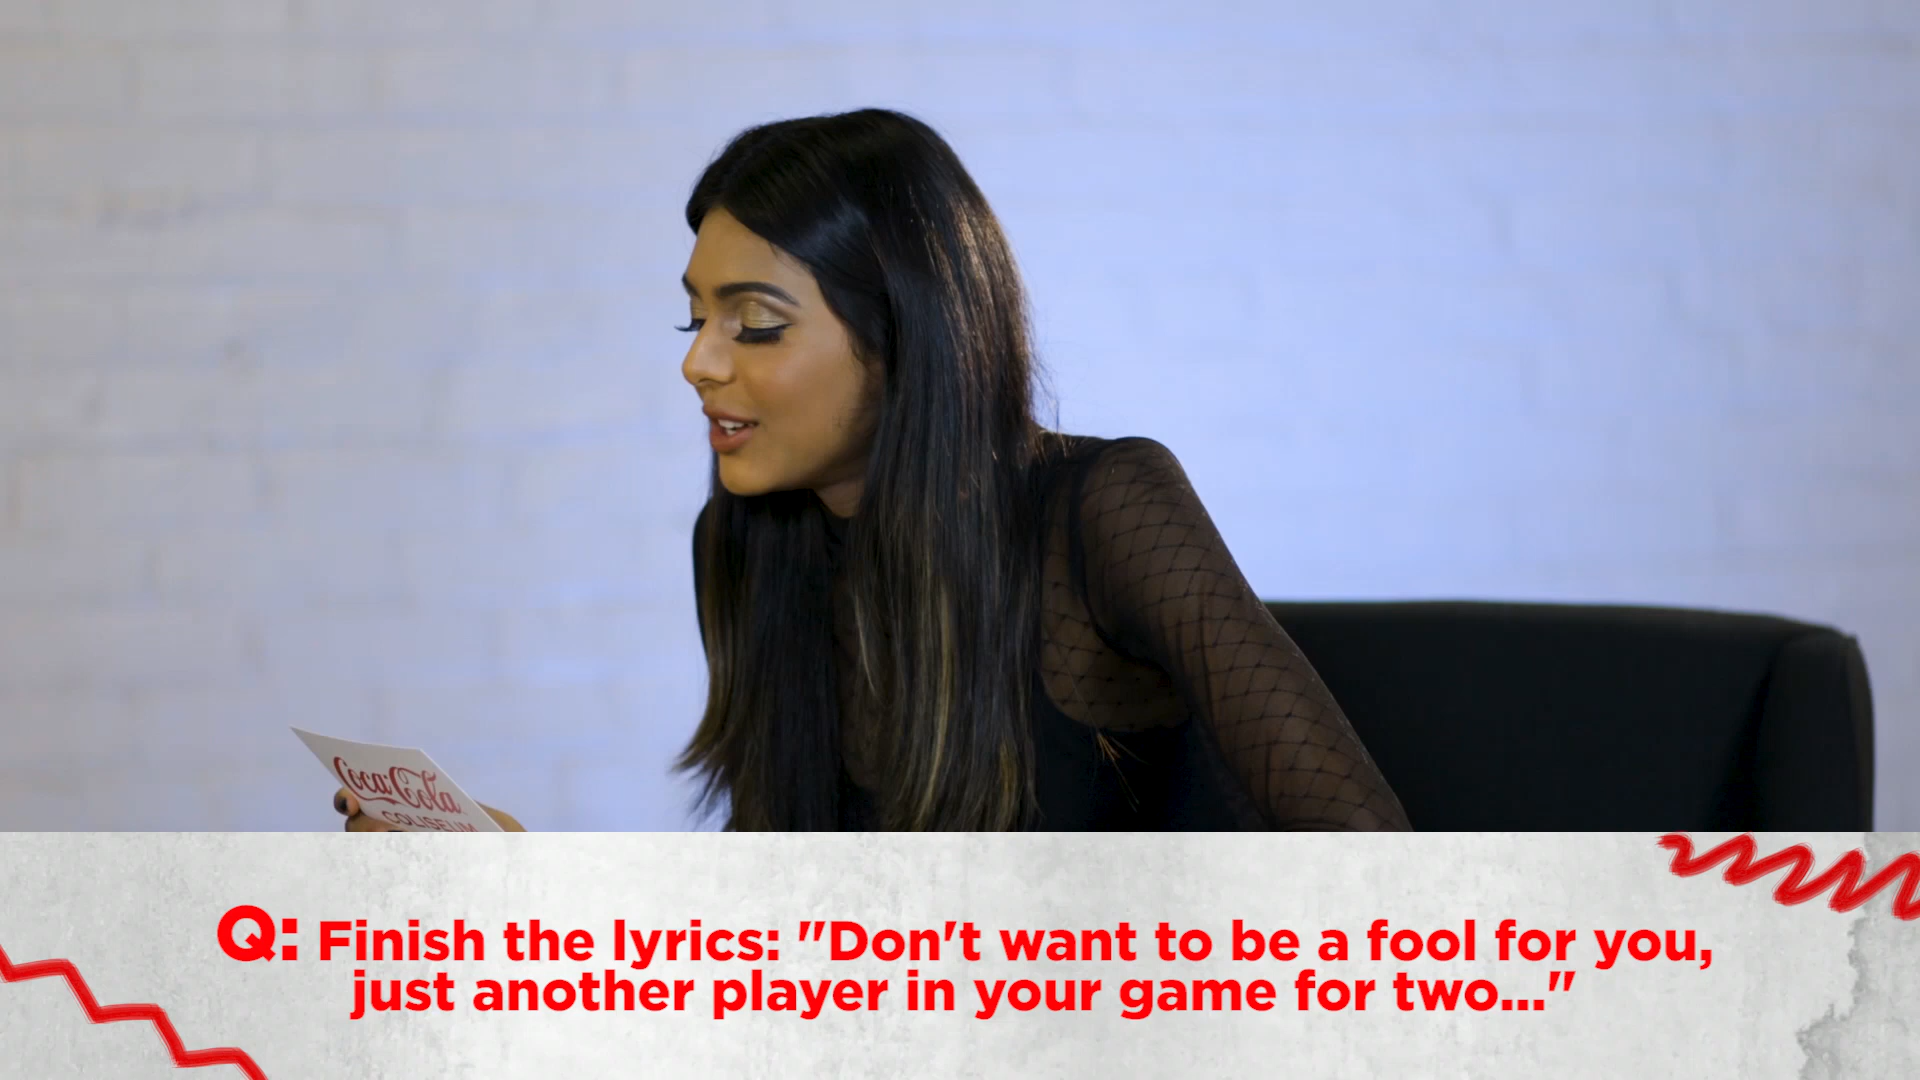 Coca-Cola
COLISEUM
Q: Finish the lyrics: "Don't want to be a fool for you,
just another player in your game for two..."